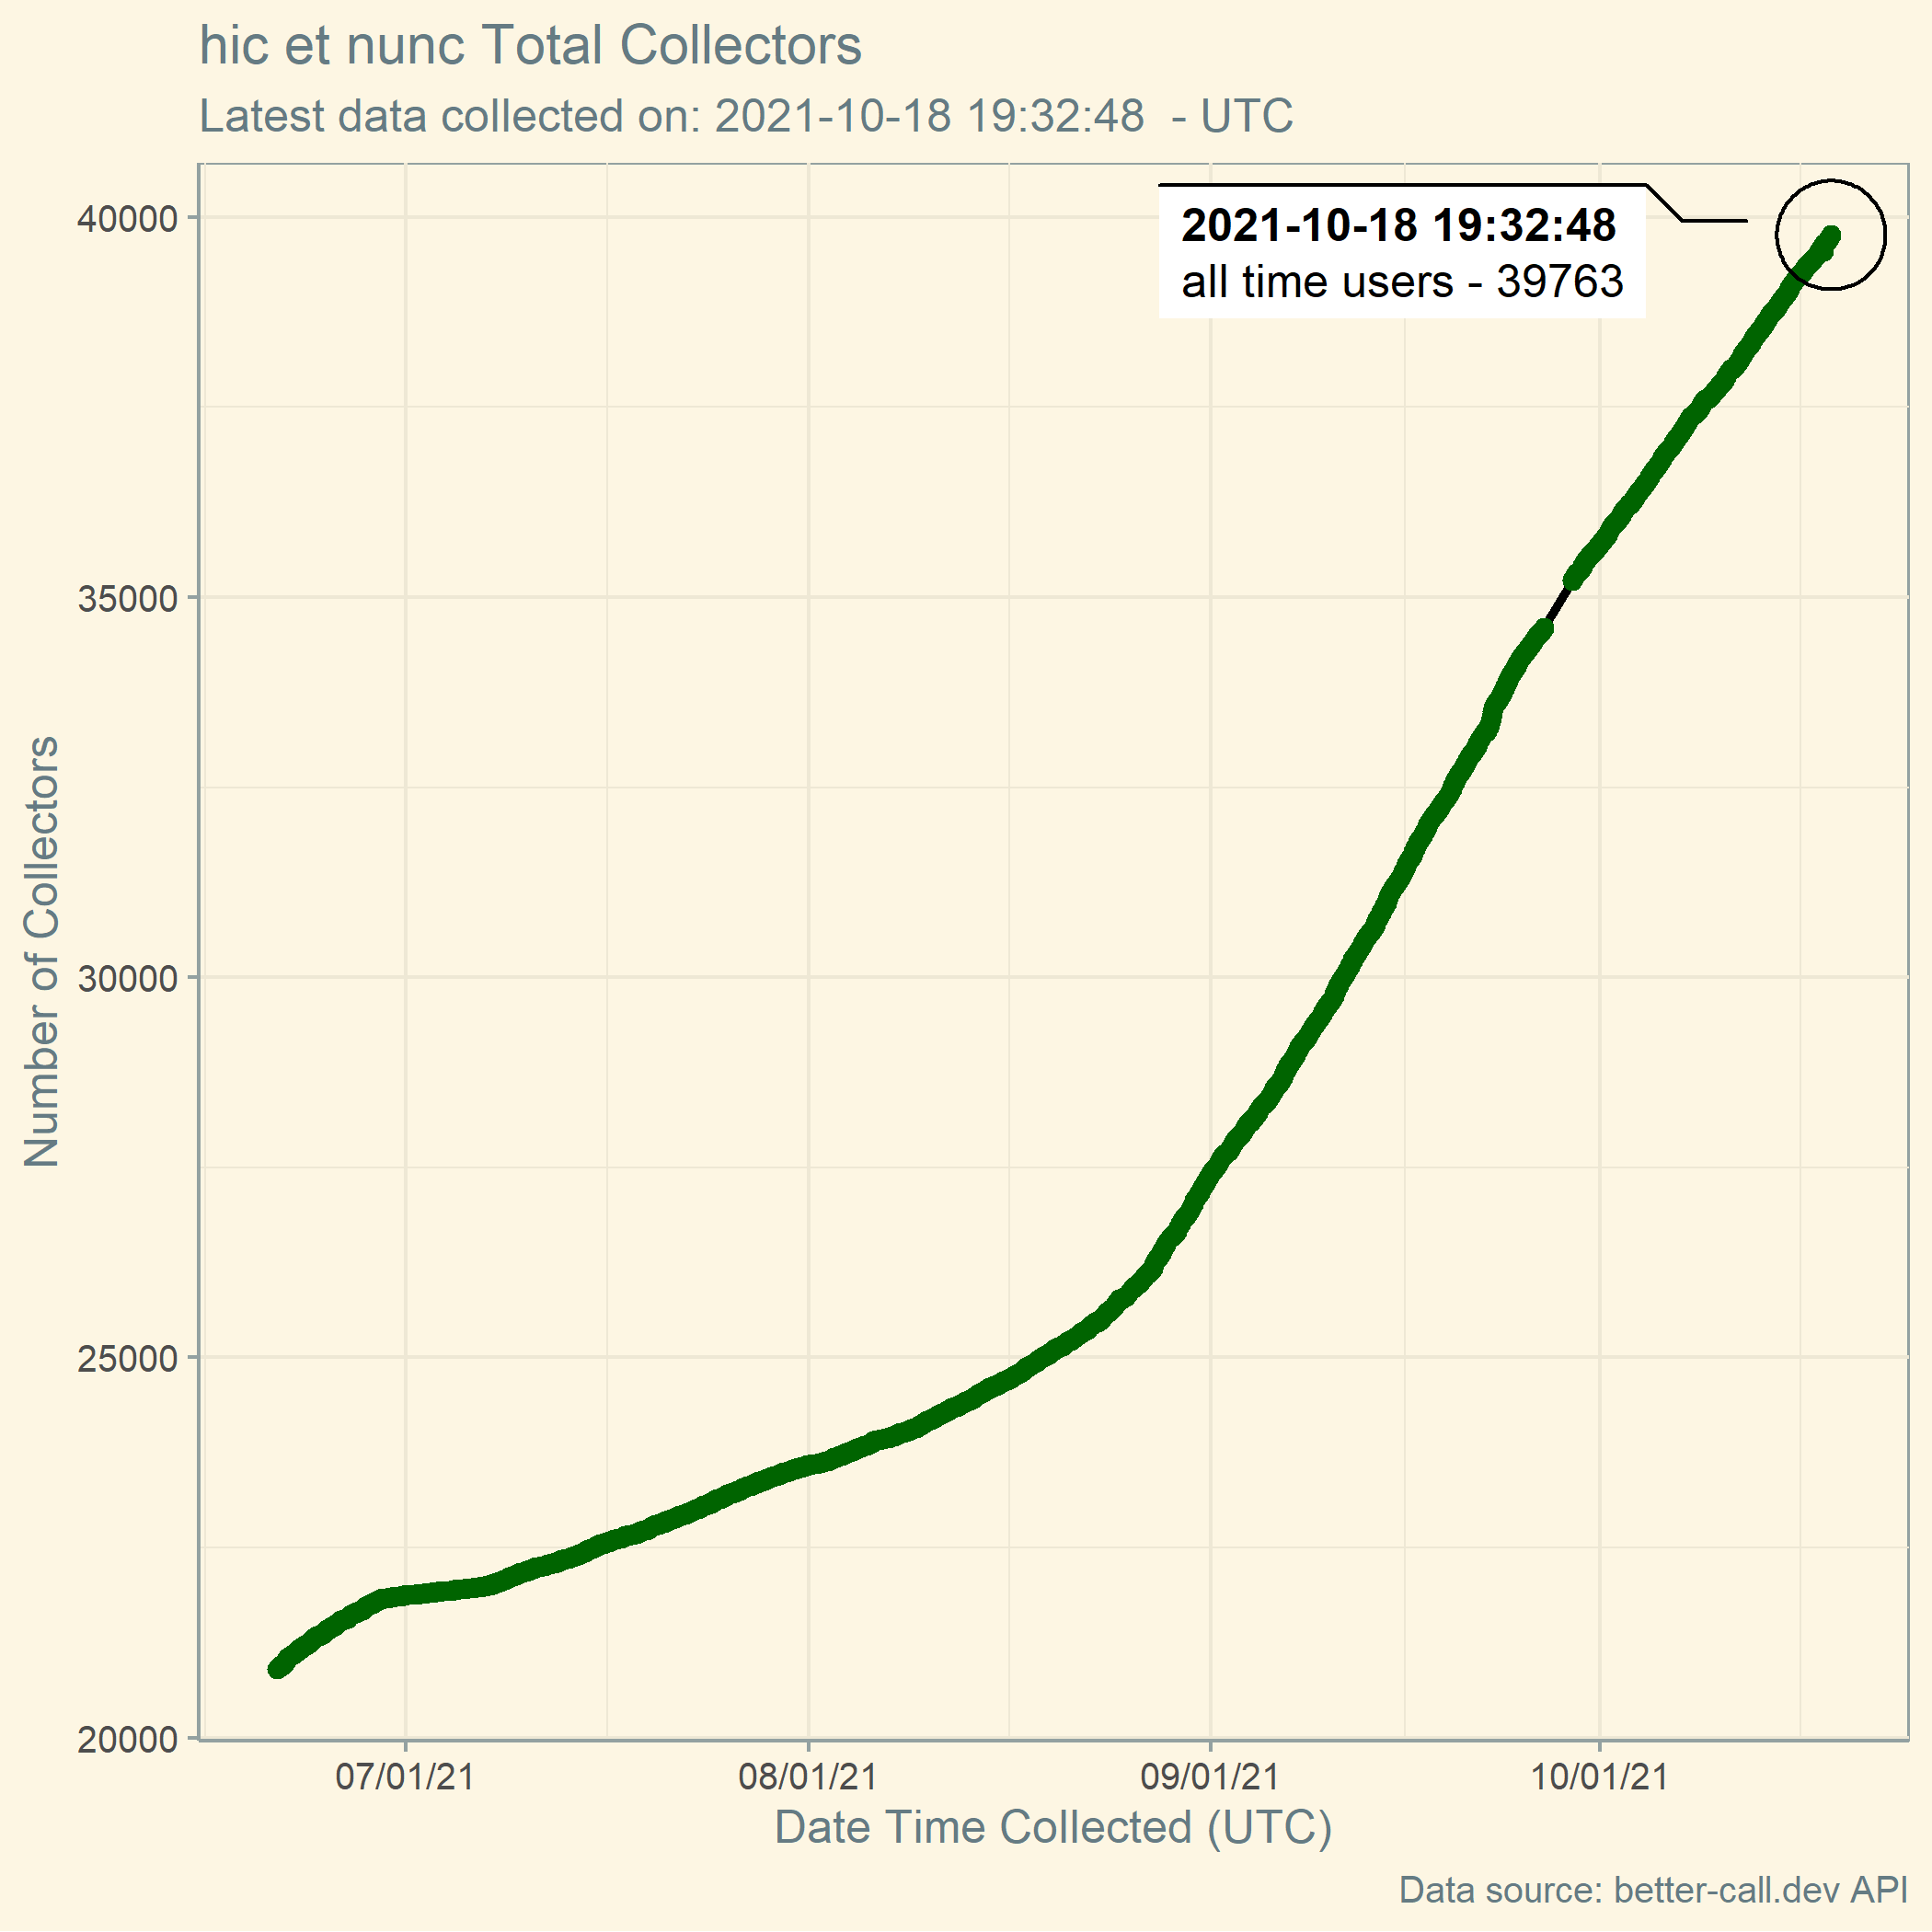 hic et nunc Total Collectors
Latest data collected on: 2021-10-18 19:32:48  - UTC
2021-10-18 19:32:48
all time users - 39763
40000
35000
30000
25000
20000
Number of Collectors
07/01/21
08/01/21
09/01/21
10/01/21
Date Time Collected (UTC)
Data source: better-call.dev API